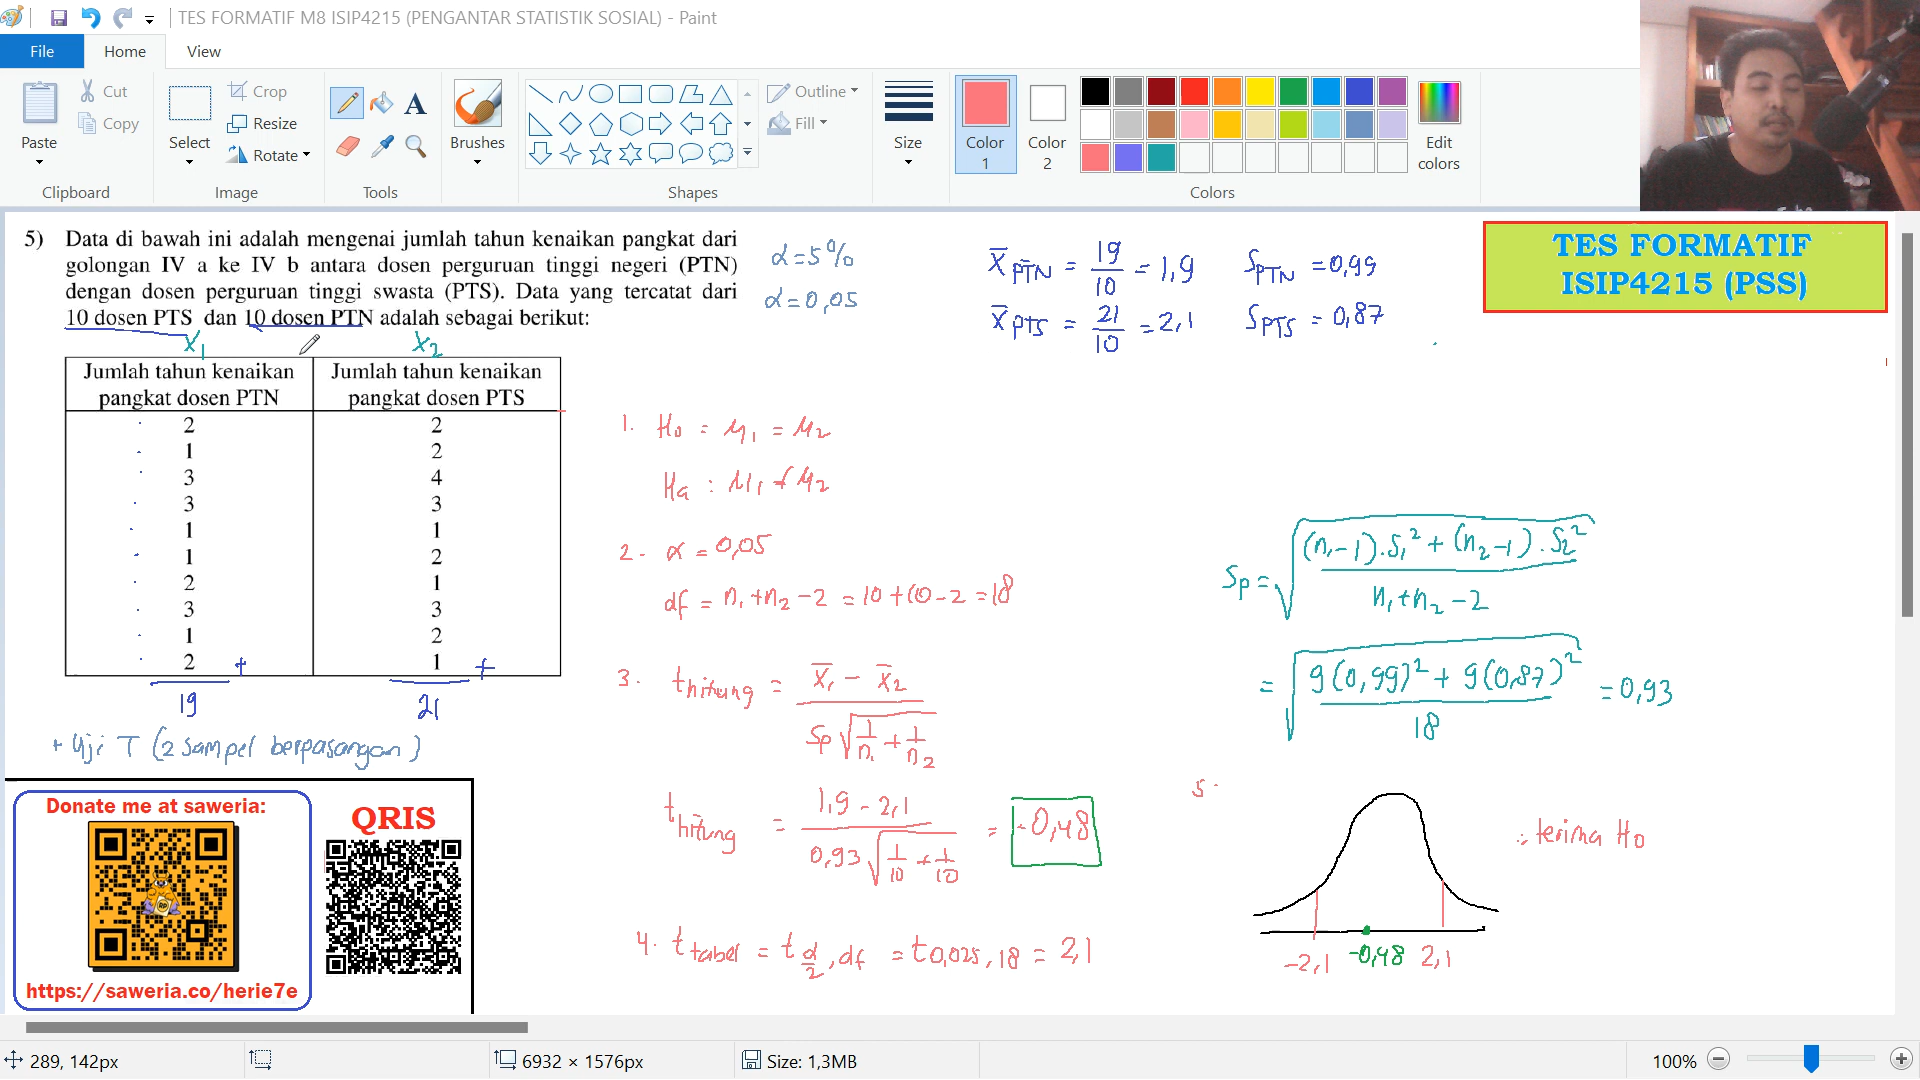 TES FORMATIF M8 ISIP4215 (PENGANTAR STATISTIK SOSIAL) - Paint
File
Home
View
Paste
Cut
Copy
Clipboard
Select
Crop
Resize
Rotate
Image
A
Tools
Brushes
Outline
Fill
Shapes
Size
Color 1
Color 2
Edit colors
Colors
TES FORMATIF
ISIP4215 (PSS)
5) Data di bawah ini adalah mengenai jumlah tahun kenaikan pangkat dari
golongan IV a ke IV b antara dosen perguruan tinggi negeri (PTN)
dengan dosen perguruan tinggi swasta (PTS). Data yang tercatat dari
10 dosen PTS dan 10 dosen PTN adalah sebagai berikut:
X1 X2
Jumlah tahun kenaikan pangkat dosen PTN
Jumlah tahun kenaikan pangkat dosen PTS
2 2
1 2
3 4
3 3
1 1
1 2
2 1
3 3
1 2
2 + 1 +
19 21
+ Uji T (2 sampel berpasangan)
α = 5%
α = 0,05
X̄PTN = 19/10 = 1,9 SPTN = 0,99
X̄PTS = 21/10 = 2,1 SPTS = 0,87
1. H0 = μ1 = μ2
Ha : μ1 ≠ μ2
2. α = 0,05
df = n1 + n2 - 2 = 10 + 10 - 2 = 18
3. thitung = (X̄1 - X̄2) / (Sp √(1/n1 + 1/n2))
thitung = (1,9 - 2,1) / (0,93 √(1/10 + 1/10)) = -0,48
4. ttabel = t α/2, df = t0,025, 18 = 2,1
Sp = √(((n1-1).S1² + (n2-1).S2²) / (n1+n2-2))
= √((9(0,99)² + 9(0,87)²) / 18) = 0,93
5.
∴ terima H0
-2,1 -0,48 2,1
Donate me at saweria:
https://saweria.co/herie7e
QRIS
289, 142px
6932 × 1576px
Size: 1,3MB
100%